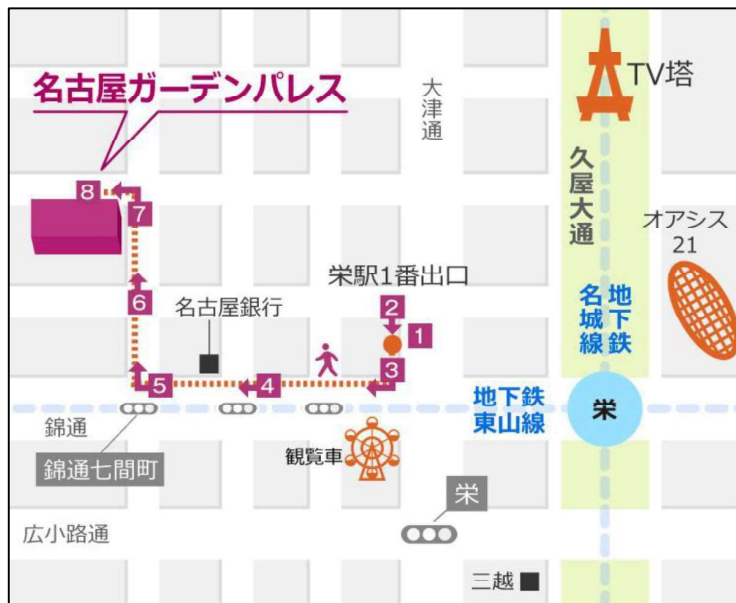 名古屋ガーデンパレス
大津通
TV塔
久屋大通
オアシス
21
8
7
6
栄駅1番出口
2
1
3
名古屋銀行
地下鉄
名城線
5
4
地下鉄
東山線
栄
錦通
錦通七間町
観覧車
栄
広小路通
三越